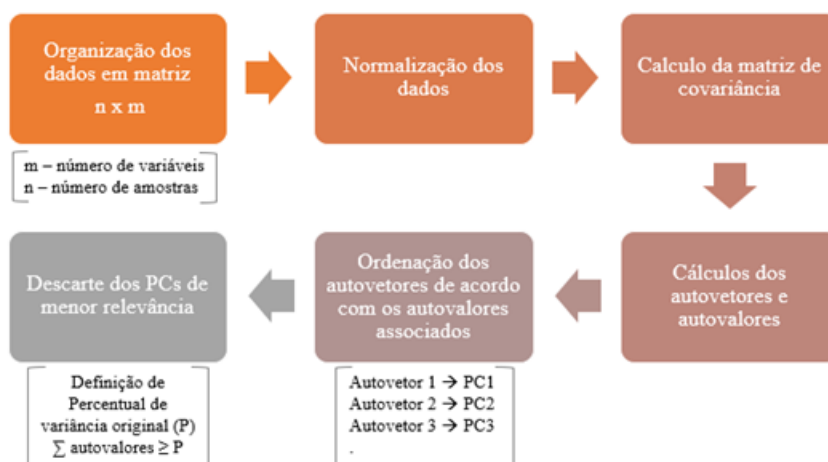 Organização dos
dados em matriz
n x m
Normalização dos
dados
Calculo da matriz de
covariância
m – número de variáveis
n – número de amostras
Cálculos dos
autovetores e
autovalores
Ordenação dos
autovetores de acordo
com os autovalores
associados
Autovetor 1 → PC1
Autovetor 2 → PC2
Autovetor 3 → PC3
.
Descarte dos PCs de
menor relevância
Definição de
Percentual de
variância original (P)
∑ autovalores ≥ P